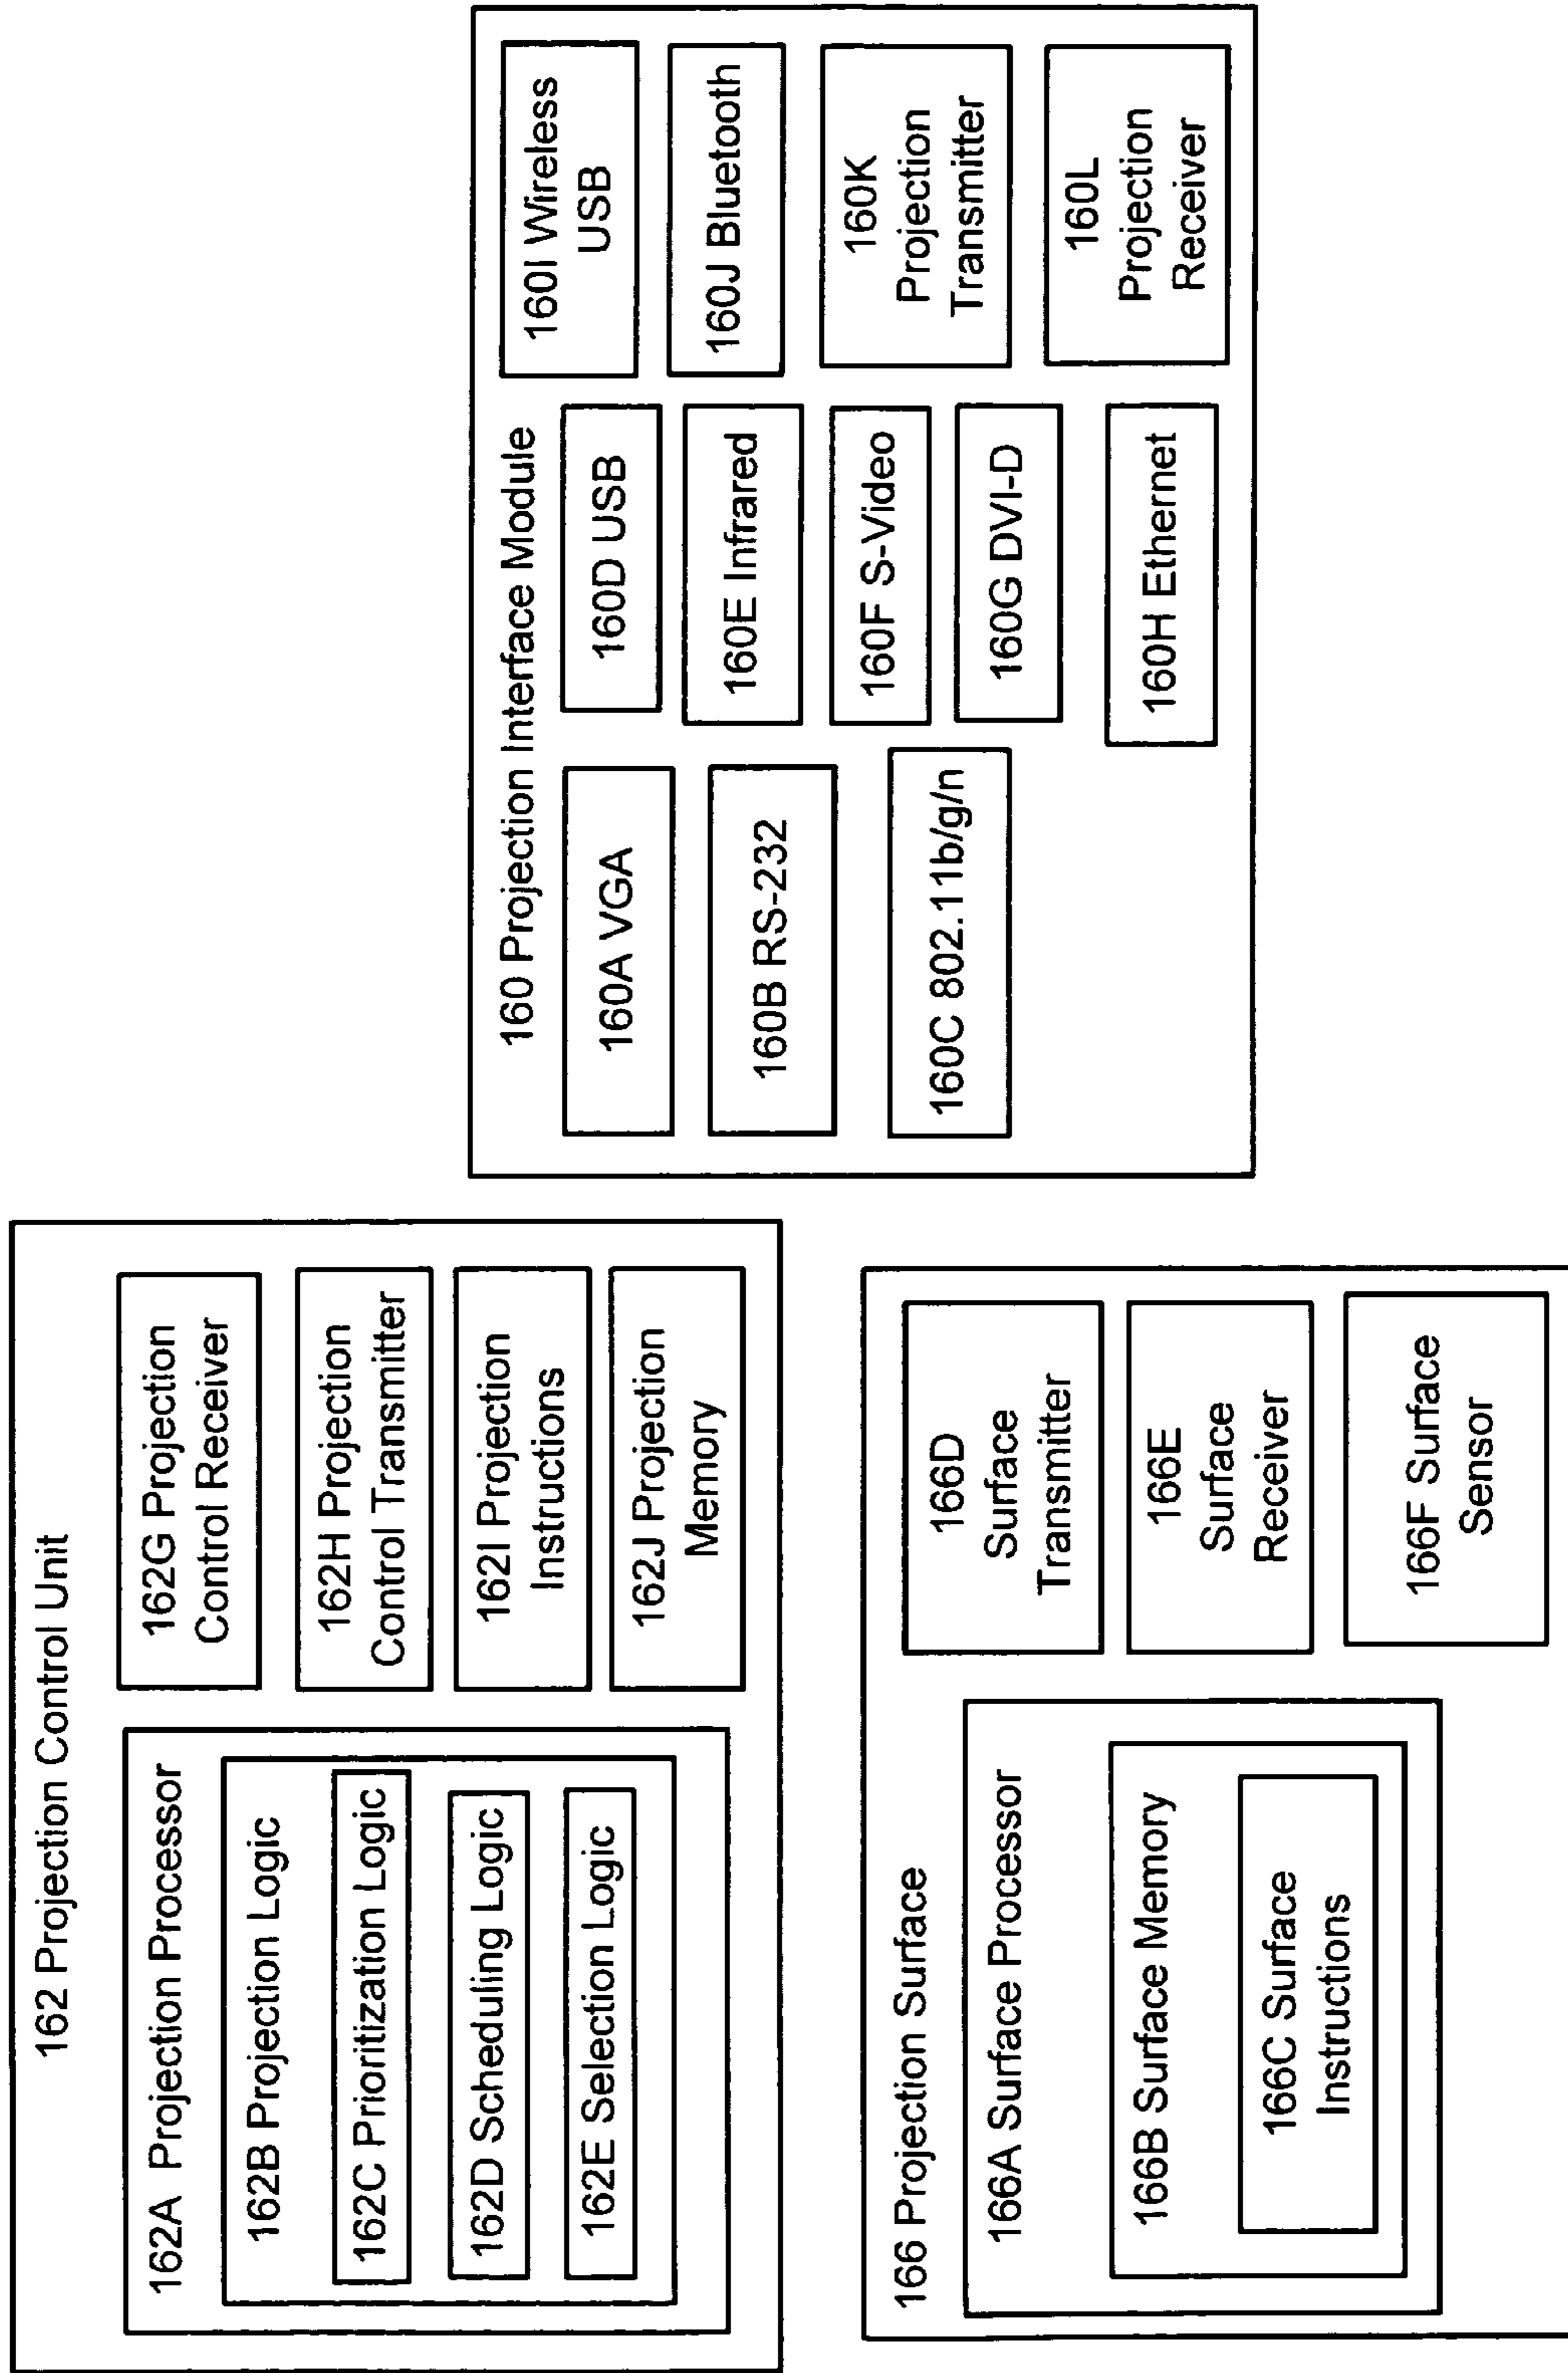 162 Projection Control Unit
162A Projection Processor
162B Projection Logic
162C Prioritization Logic
162D Scheduling Logic
162E Selection Logic
162G Projection
Control Receiver
162H Projection
Control Transmitter
162I Projection
Instructions
162J Projection
Memory
166 Projection Surface
166A Surface Processor
166B Surface Memory
166C Surface
Instructions
166D
Surface
Transmitter
166E
Surface
Receiver
166F Surface
Sensor
160 Projection Interface Module
160A VGA
160B RS-232
160C 802.11b/g/n
160D USB
160E Infrared
160F S-Video
160G DVI-D
160H Ethernet
160I Wireless
USB
160J Bluetooth
160K
Projection
Transmitter
160L
Projection
Receiver